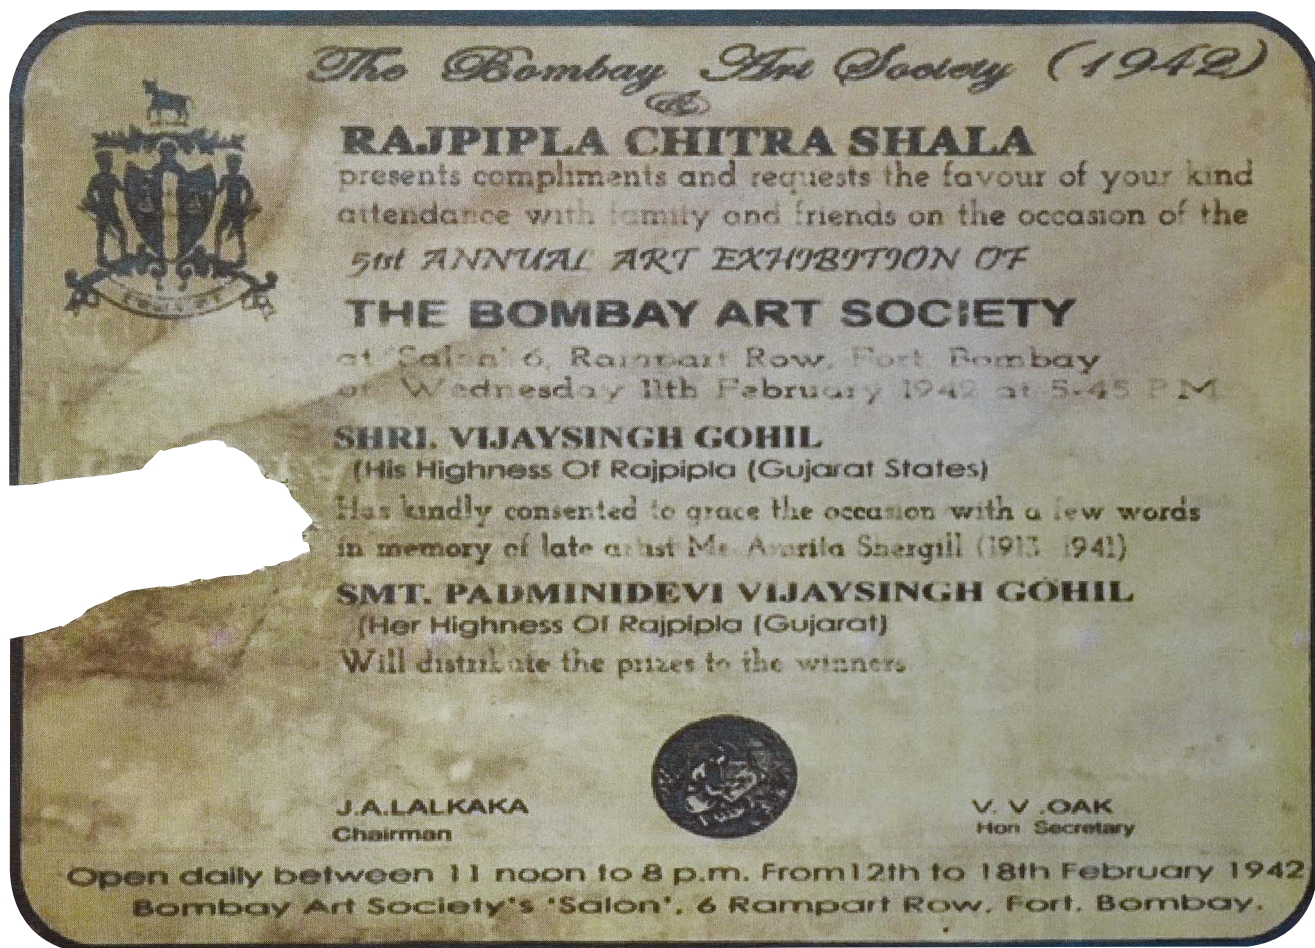 The Bombay Art Society (1942)
&
RAJPIPLA CHITRA SHALA
presents compliments and requests the favour of your kind
attendance with family and friends on the occasion of the
51st ANNUAL ART EXHIBITION OF
THE BOMBAY ART SOCIETY
at 'Salon' 6, Rampart Row, Fort, Bombay
on Wednesday 11th February 1942 at 5-45 P.M.
SHRI. VIJAYSINGH GOHIL
(His Highness Of Rajpipla (Gujarat States)
Has kindly consented to grace the occasion with a few words
in memory of late artist Ms Amrita Shergill (1913 1941)
SMT. PADMINIDEVI VIJAYSINGH GOHIL
(Her Highness Of Rajpipla (Gujarat)
Will distribute the prizes to the winners
J.A.LALKAKA
Chairman
V. V .OAK
Hon. Secretary
Open daily between 11 noon to 8 p.m. From12th to 18th February 1942
Bombay Art Society's 'Salon', 6 Rampart Row, Fort, Bombay.